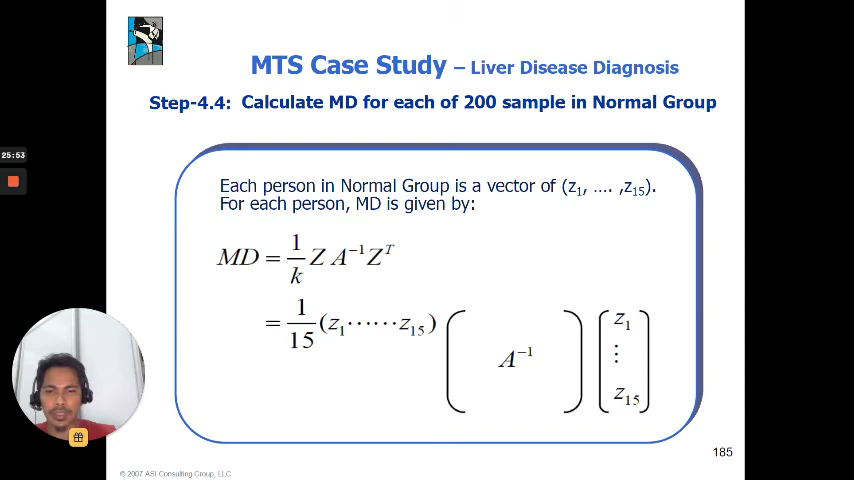 MTS Case Study – Liver Disease Diagnosis
Step-4.4: Calculate MD for each of 200 sample in Normal Group
25:53
Each person in Normal Group is a vector of (z₁, .... ,z₁₅).
For each person, MD is given by:
MD = 1/k Z A⁻¹ Zᵀ
= 1/15 (z₁⋯⋯z₁₅) ( A⁻¹ ) [z₁ ⋮ z₁₅]
185
© 2007 ASI Consulting Group, LLC